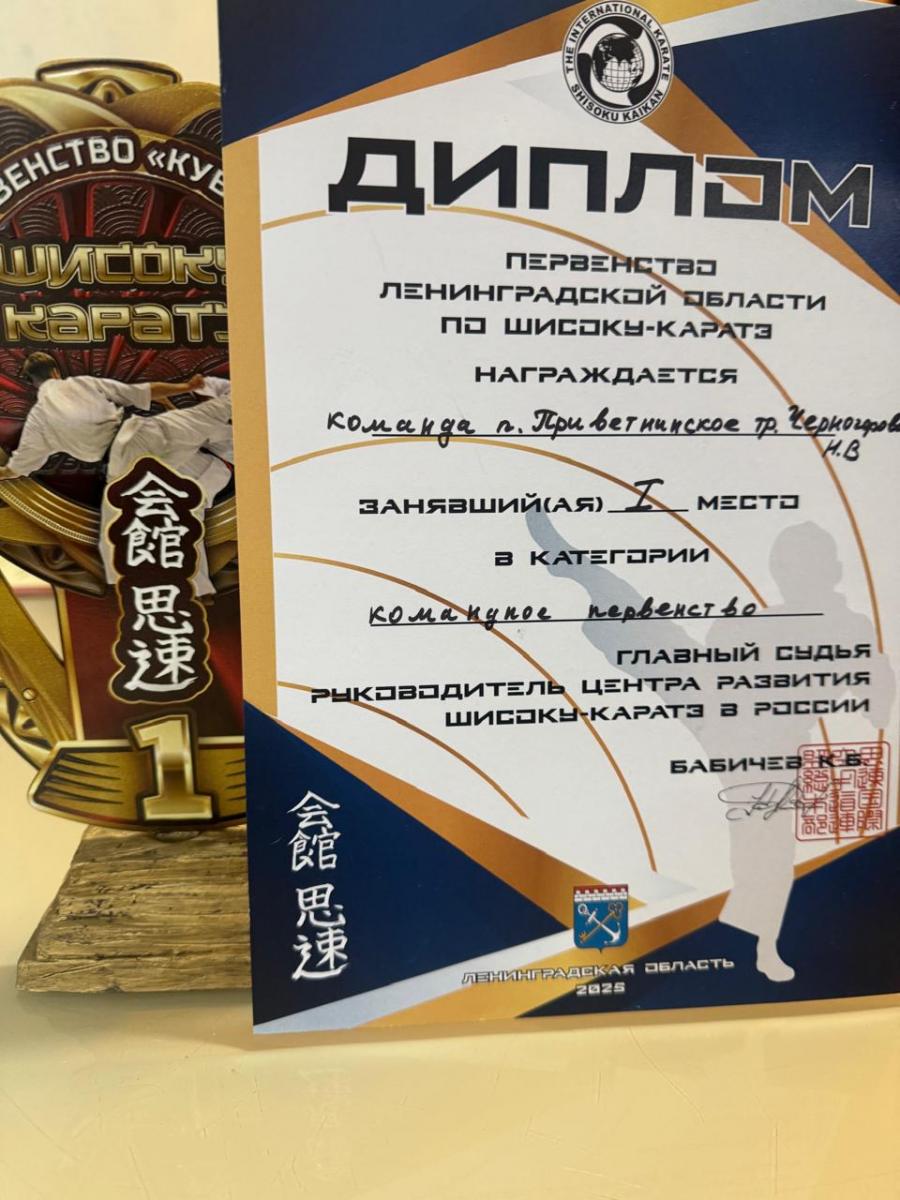 ВЕНСТВО «КУ
ШИСОКУ
КАРАТ
会館
思速
1
THE INTERNATIONAL KARATE
SHISOKU KAIKAN
ДИПЛОМ
ПЕРВЕНСТВО
ЛЕНИНГРАДСКОЙ ОБЛАСТИ
ПО ШИСОКУ-КАРАТЭ
НАГРАЖДАЕТСЯ
команда п. Приветнинское тр. Черногорова
Н.В
ЗАНЯВШИЙ(АЯ) I МЕСТО
В КАТЕГОРИИ
командное первенство
ГЛАВНЫЙ СУДЬЯ
РУКОВОДИТЕЛЬ ЦЕНТРА РАЗВИТИЯ
ШИСОКУ-КАРАТЭ В РОССИИ
БАБИЧЕВ К.Б.
会館
思速
ЛЕНИНГРАДСКАЯ ОБЛАСТЬ
2025